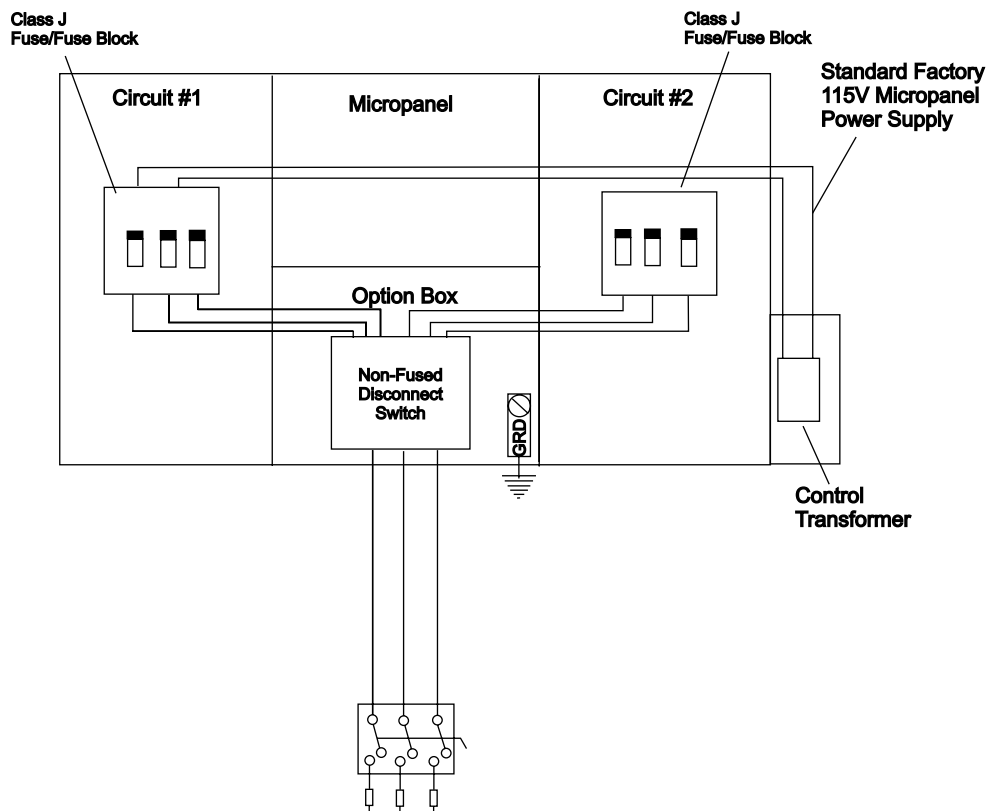 Class J
Fuse/Fuse Block
Class J
Fuse/Fuse Block
Standard Factory
115V Micropanel
Power Supply
Circuit #1
Micropanel
Circuit #2
Option Box
Non-Fused
Disconnect
Switch
GRD
Control
Transformer